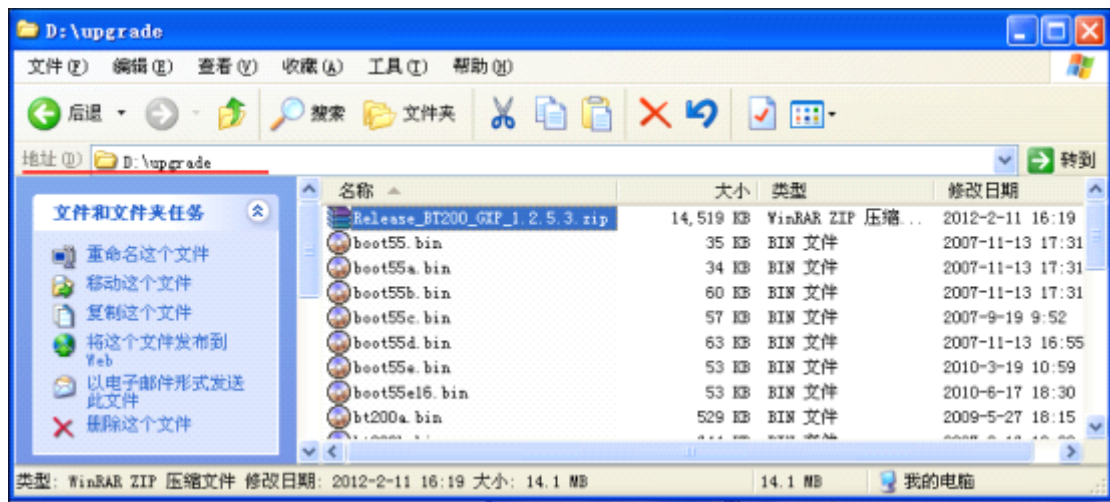 D:\upgrade
文件(F) 编辑(E) 查看(V) 收藏(A) 工具(T) 帮助(H)
后退 搜索 文件夹
地址(D) D:\upgrade 转到
名称 大小 类型 修改日期
文件和文件夹任务
重命名这个文件
移动这个文件
复制这个文件
将这个文件发布到
Web
以电子邮件形式发送
此文件
删除这个文件
Release_BT200_GXP_1.2.5.3.zip 14,519 KB WinRAR ZIP 压缩... 2012-2-11 16:19
boot55.bin 35 KB BIN 文件 2007-11-13 17:31
boot55a.bin 34 KB BIN 文件 2007-11-13 17:31
boot55b.bin 60 KB BIN 文件 2007-11-13 17:31
boot55c.bin 57 KB BIN 文件 2007-9-19 9:52
boot55d.bin 63 KB BIN 文件 2007-11-13 16:55
boot55e.bin 53 KB BIN 文件 2010-3-19 10:59
boot55e16.bin 53 KB BIN 文件 2010-6-17 18:30
bt200a.bin 529 KB BIN 文件 2009-5-27 18:15
类型: WinRAR ZIP 压缩文件 修改日期: 2012-2-11 16:19 大小: 14.1 MB 14.1 MB 我的电脑